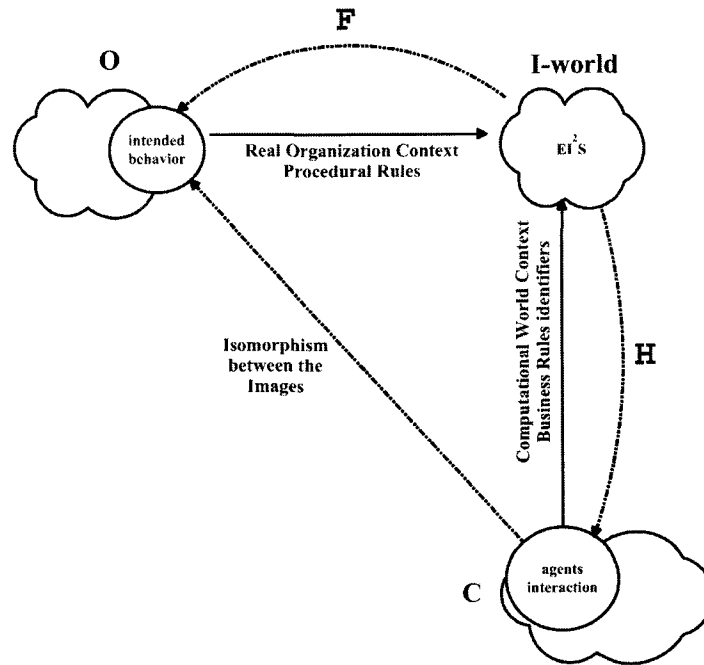 F
O
I-world
intended
behavior
EI²S
Real Organization Context
Procedural Rules
Computational World Context
Business Rules identifiers
Isomorphism
between the
Images
H
agents
interaction
C